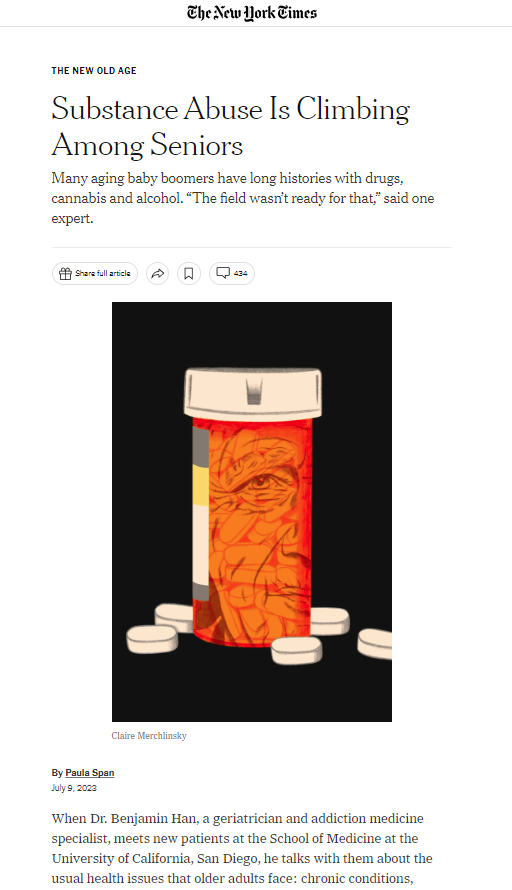 The New York Times
THE NEW OLD AGE
Substance Abuse Is Climbing
Among Seniors
Many aging baby boomers have long histories with drugs,
cannabis and alcohol. “The field wasn’t ready for that,” said one
expert.
Share full article
434
Claire Merchlinsky
By Paula Span
July 9, 2023
When Dr. Benjamin Han, a geriatrician and addiction medicine
specialist, meets new patients at the School of Medicine at the
University of California, San Diego, he talks with them about the
usual health issues that older adults face: chronic conditions,